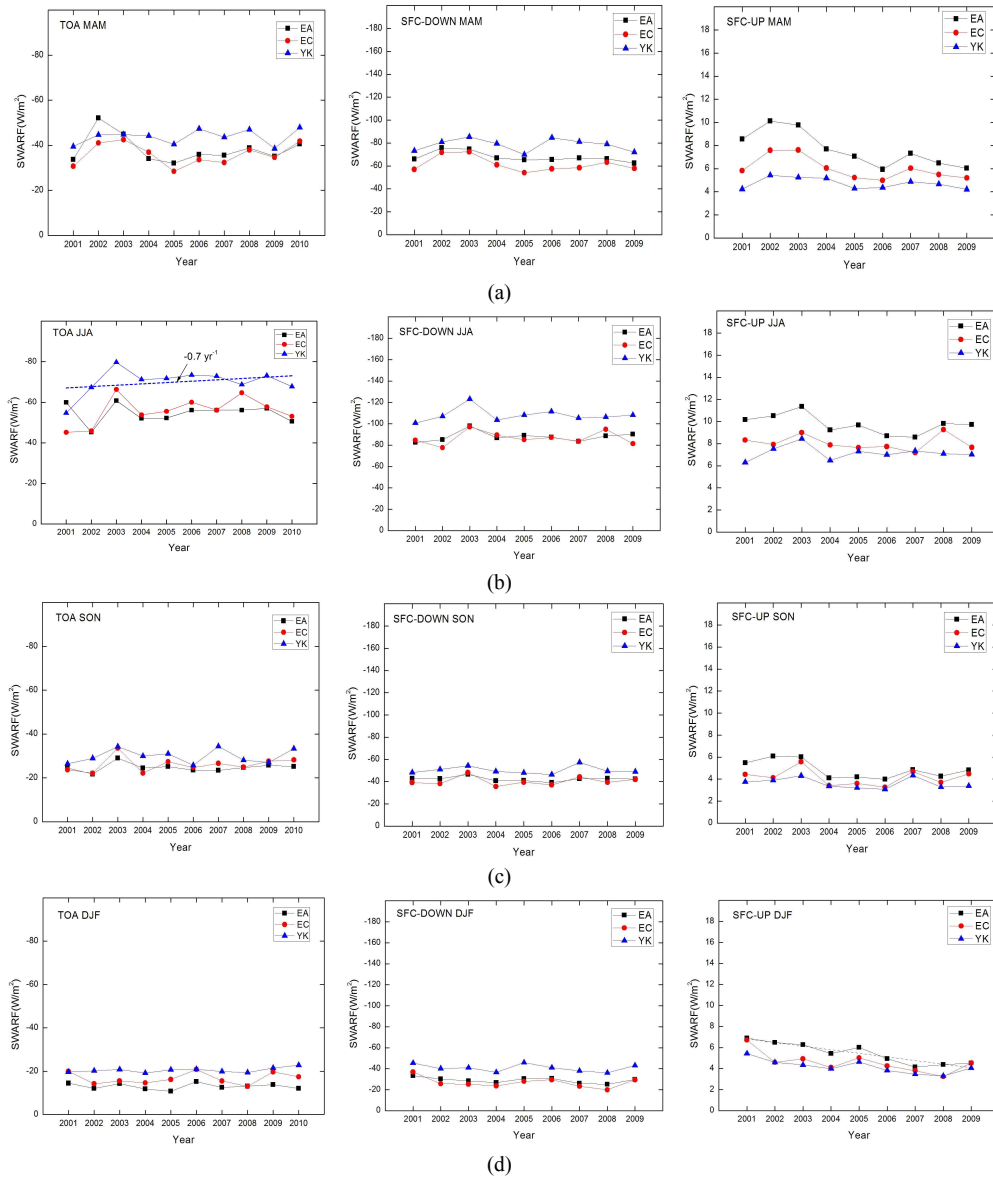 TOA MAM
EA
EC
YK
-80
-60
-40
-20
0
SWARF(W/m²)
2001 2002 2003 2004 2005 2006 2007 2008 2009 2010
Year
SFC-DOWN MAM
EA
EC
YK
-180
-160
-140
-120
-100
-80
-60
-40
-20
0
SWARF(W/m²)
2001 2002 2003 2004 2005 2006 2007 2008 2009
Year
SFC-UP MAM
EA
EC
YK
18
16
14
12
10
8
6
4
2
0
SWARF(W/m²)
2001 2002 2003 2004 2005 2006 2007 2008 2009
Year
(a)
TOA JJA
EA
EC
YK
-0.7 yr⁻¹
-80
-60
-40
-20
0
SWARF(W/m²)
2001 2002 2003 2004 2005 2006 2007 2008 2009 2010
Year
SFC-DOWN JJA
EA
EC
YK
-180
-160
-140
-120
-100
-80
-60
-40
-20
0
SWARF(W/m²)
2001 2002 2003 2004 2005 2006 2007 2008 2009
Year
SFC-UP JJA
EA
EC
YK
18
16
14
12
10
8
6
4
2
0
SWARF(W/m²)
2001 2002 2003 2004 2005 2006 2007 2008 2009
Year
(b)
TOA SON
EA
EC
YK
-80
-60
-40
-20
0
SWARF(W/m²)
2001 2002 2003 2004 2005 2006 2007 2008 2009 2010
Year
SFC-DOWN SON
EA
EC
YK
-180
-160
-140
-120
-100
-80
-60
-40
-20
0
SWARF(W/m²)
2001 2002 2003 2004 2005 2006 2007 2008 2009
Year
SFC-UP SON
EA
EC
YK
18
16
14
12
10
8
6
4
2
0
SWARF(W/m²)
2001 2002 2003 2004 2005 2006 2007 2008 2009
Year
(c)
TOA DJF
EA
EC
YK
-80
-60
-40
-20
0
SWARF(W/m²)
2001 2002 2003 2004 2005 2006 2007 2008 2009 2010
Year
SFC-DOWN DJF
EA
EC
YK
-180
-160
-140
-120
-100
-80
-60
-40
-20
0
SWARF(W/m²)
2001 2002 2003 2004 2005 2006 2007 2008 2009
Year
SFC-UP DJF
EA
EC
YK
18
16
14
12
10
8
6
4
2
0
SWARF(W/m²)
2001 2002 2003 2004 2005 2006 2007 2008 2009
Year
(d)